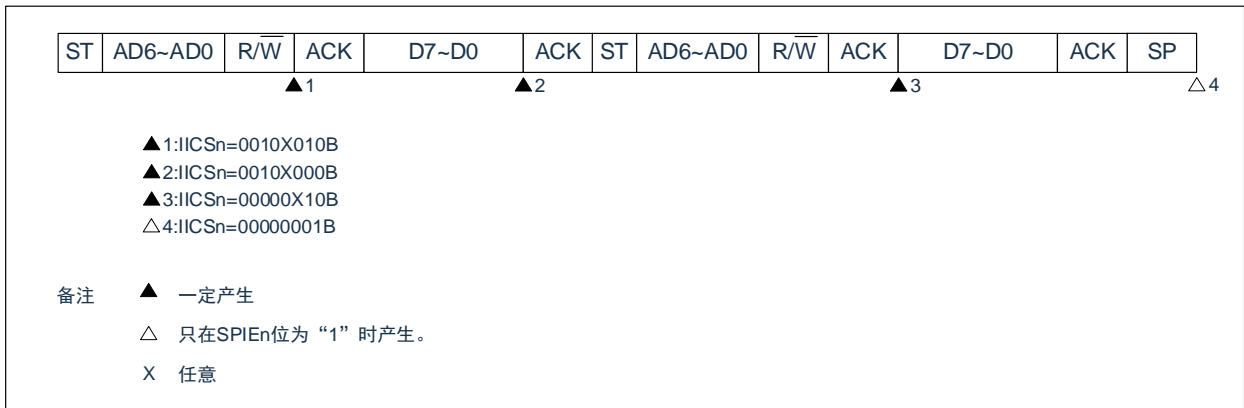 ST AD6~AD0 R/W̅ ACK D7~D0 ACK ST AD6~AD0 R/W̅ ACK D7~D0 ACK SP
▲1 ▲2 ▲3 △4
▲1:IICSn=0010X010B
▲2:IICSn=0010X000B
▲3:IICSn=00000X10B
△4:IICSn=00000001B
备注 ▲ 一定产生
△ 只在SPIEn位为“1”时产生。
X 任意